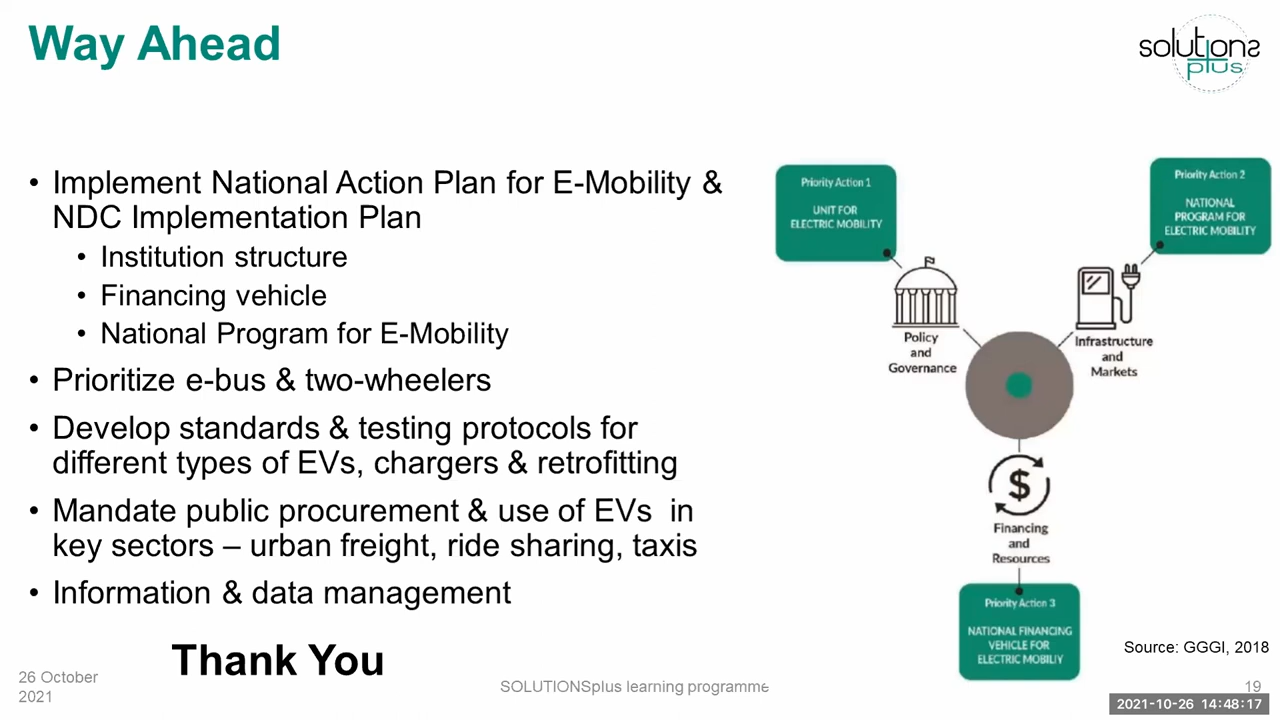 Way Ahead
solutions
plus
• Implement National Action Plan for E-Mobility &
NDC Implementation Plan
• Institution structure
• Financing vehicle
• National Program for E-Mobility
• Prioritize e-bus & two-wheelers
• Develop standards & testing protocols for
different types of EVs, chargers & retrofitting
• Mandate public procurement & use of EVs in
key sectors – urban freight, ride sharing, taxis
• Information & data management
Thank You
Priority Action 1
UNIT FOR
ELECTRIC MOBILITY
Priority Action 2
NATIONAL
PROGRAM FOR
ELECTRIC MOBILITY
Policy
and
Governance
Infrastructure
and
Markets
$
Financing
and
Resources
Priority Action 3
NATIONAL FINANCING
VEHICLE FOR
ELECTRIC MOBILIY
Source: GGGI, 2018
26 October
2021
SOLUTIONSplus learning programme
19
2021-10-26 14:48:17